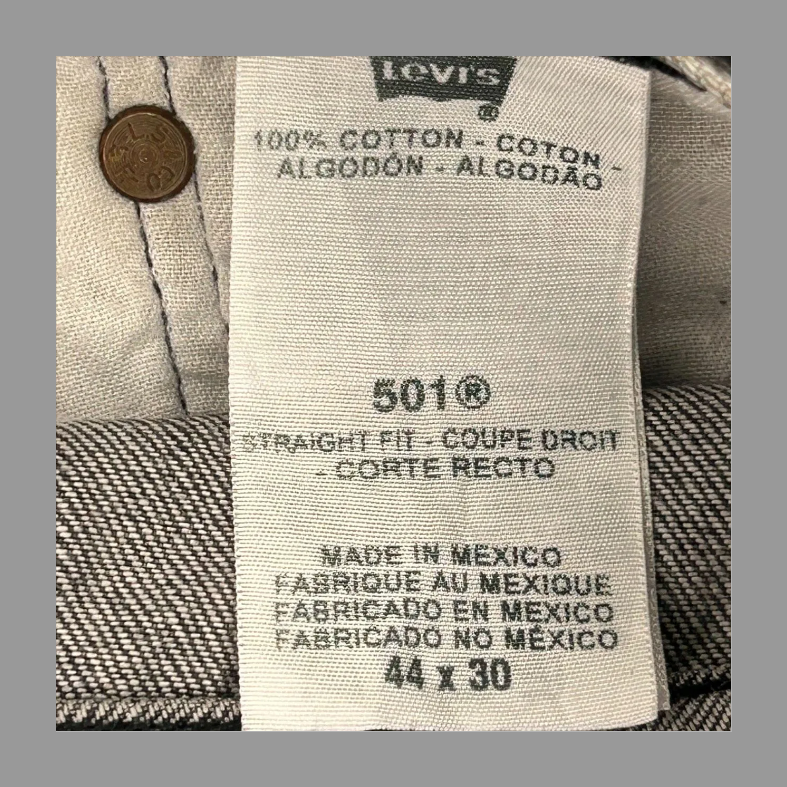 Levi's
®
100% COTTON - COTON -
ALGODÓN - ALGODÃO
501®
STRAIGHT FIT - COUPE DROIT
- CORTE RECTO
MADE IN MEXICO
FABRIQUE AU MEXIQUE
FABRICADO EN MEXICO
FABRICADO NO MÉXICO
44 x 30